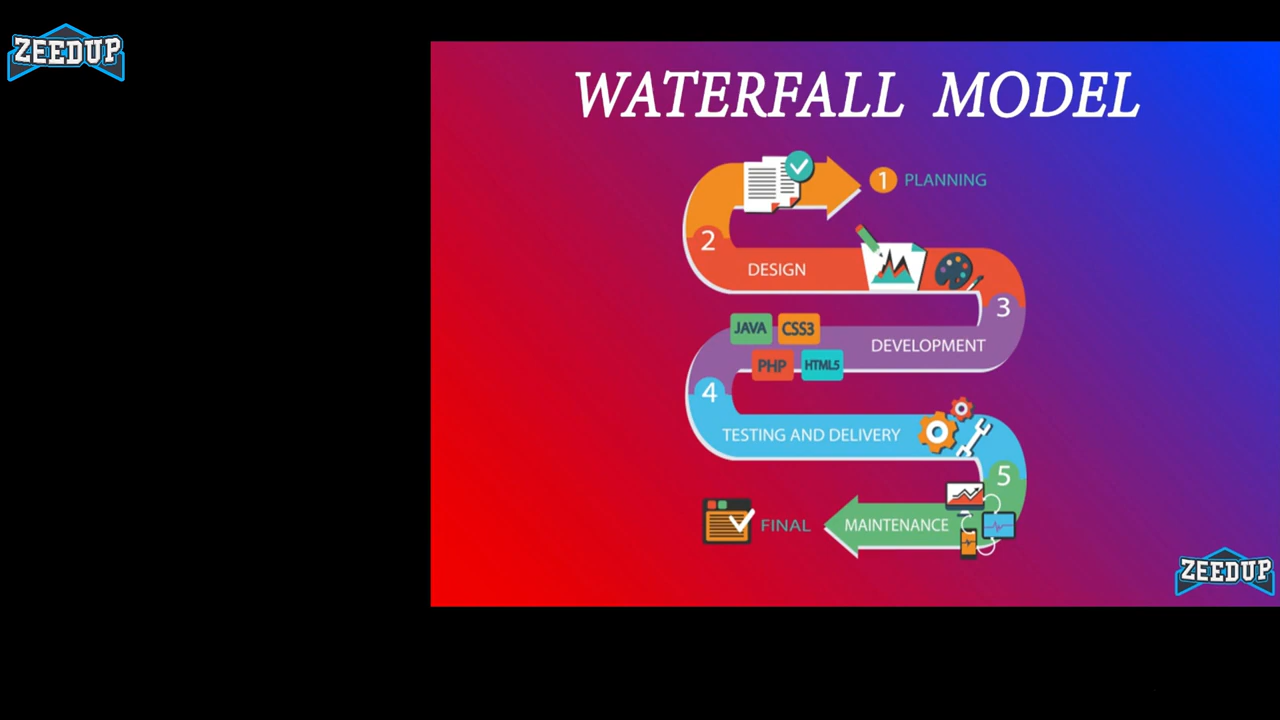 ZEEDUP
WATERFALL MODEL
1 PLANNING
2
DESIGN
3
JAVA CSS3
DEVELOPMENT
PHP HTML5
4
TESTING AND DELIVERY
5
FINAL MAINTENANCE
ZEEDUP